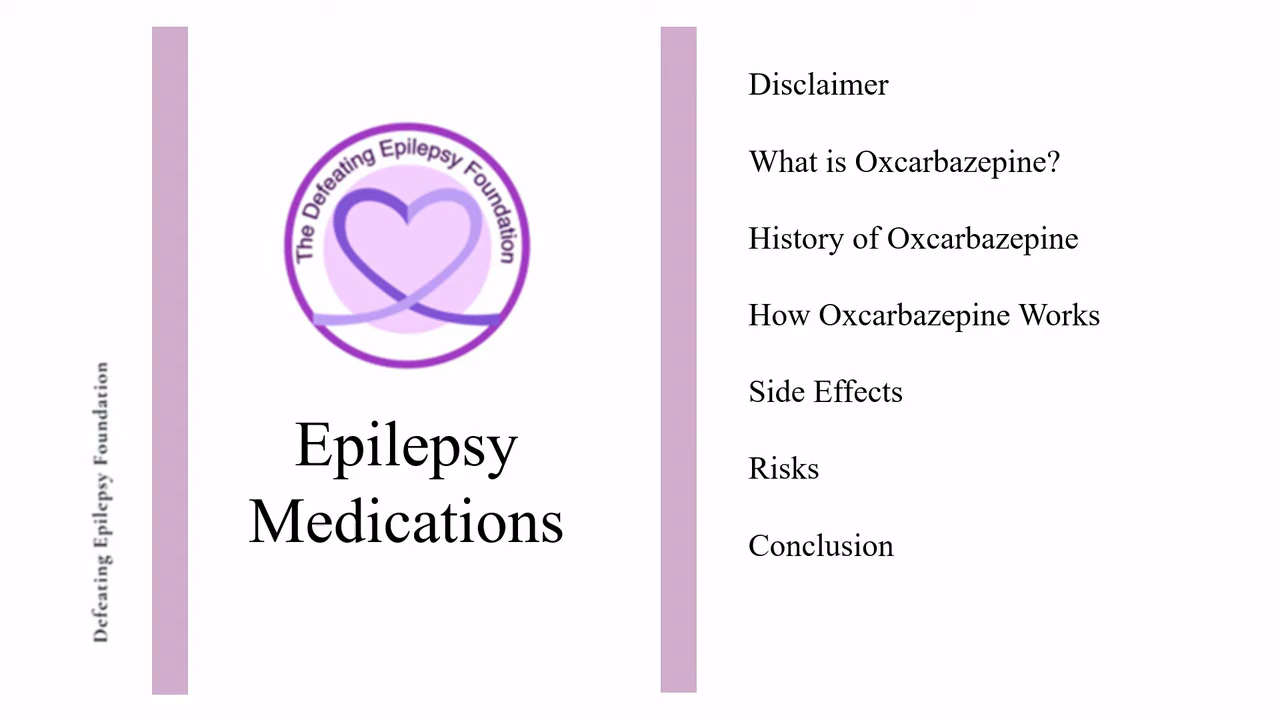 Defeating Epilepsy Foundation
The Defeating Epilepsy Foundation
Epilepsy
Medications
Disclaimer
What is Oxcarbazepine?
History of Oxcarbazepine
How Oxcarbazepine Works
Side Effects
Risks
Conclusion